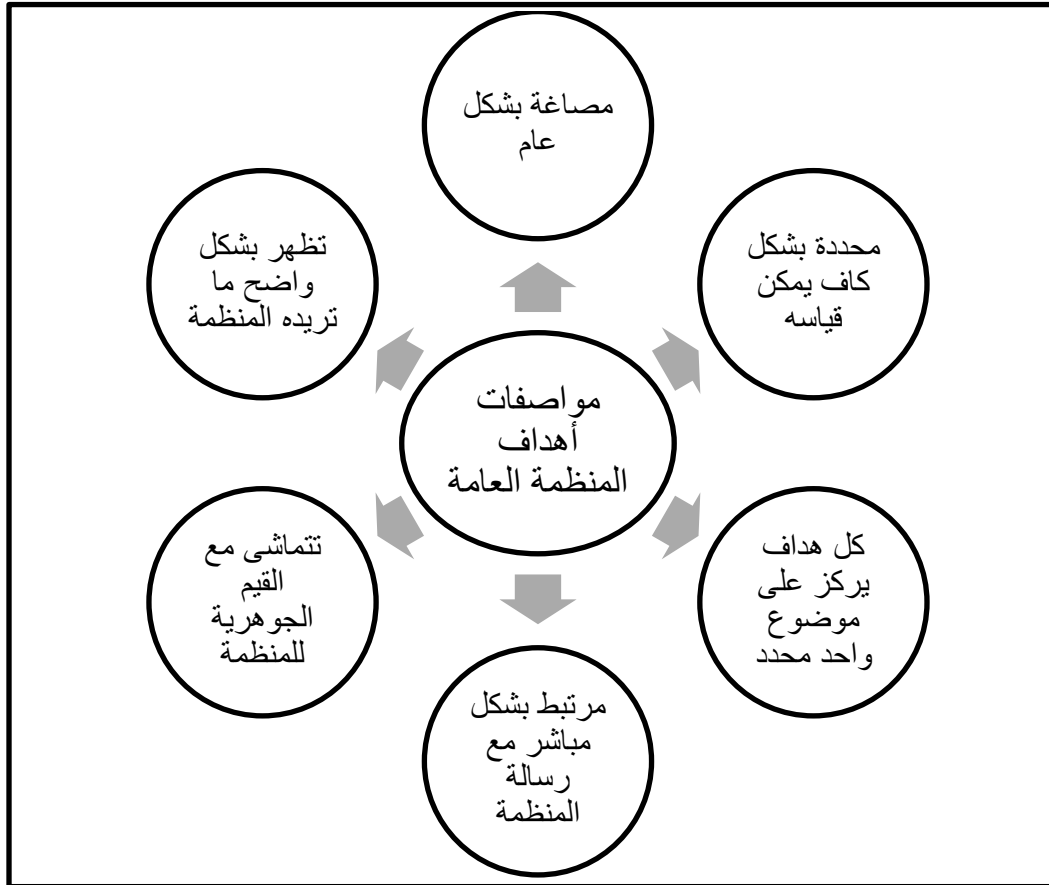 مصاغة بشكل
عام
محددة بشكل
كاف يمكن
قياسه
كل هداف
يركز على
موضوع
واحد محدد
مرتبط بشكل
مباشر مع
رسالة
المنظمة
تتماشى مع
القيم
الجوهرية
للمنظمة
تظهر بشكل
واضح ما
تريده المنظمة
مواصفات
أهداف
المنظمة العامة